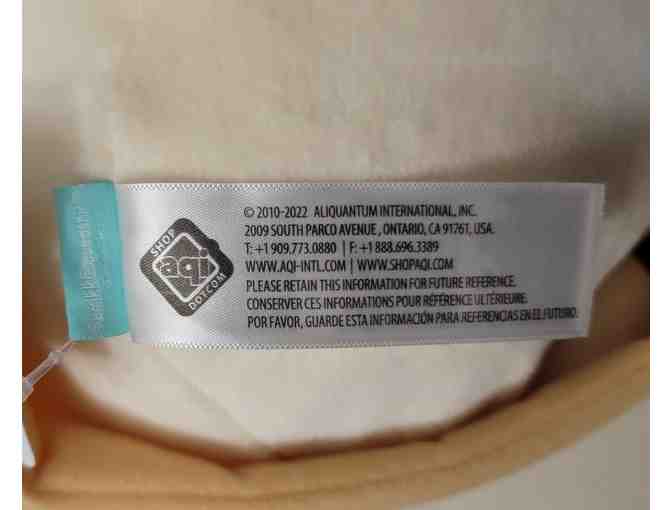 SHOP
aqi
DOTCOM
© 2010-2022 ALIQUANTUM INTERNATIONAL, INC.
2009 SOUTH PARCO AVENUE, ONTARIO, CA 9176T, USA.
T: +1 909.773.0880 | F: +1 888.696.3389
WWW.AQI-INTL.COM | WWW.SHOPAQI.COM
PLEASE RETAIN THIS INFORMATION FOR FUTURE REFERENCE.
CONSERVER CES INFORMATIONS POUR RÉFÉRENCE ULTÉRIEURE.
POR FAVOR, GUARDE ESTA INFORMACIÓN PARA REFERENCIAS EN EL FUTURO.